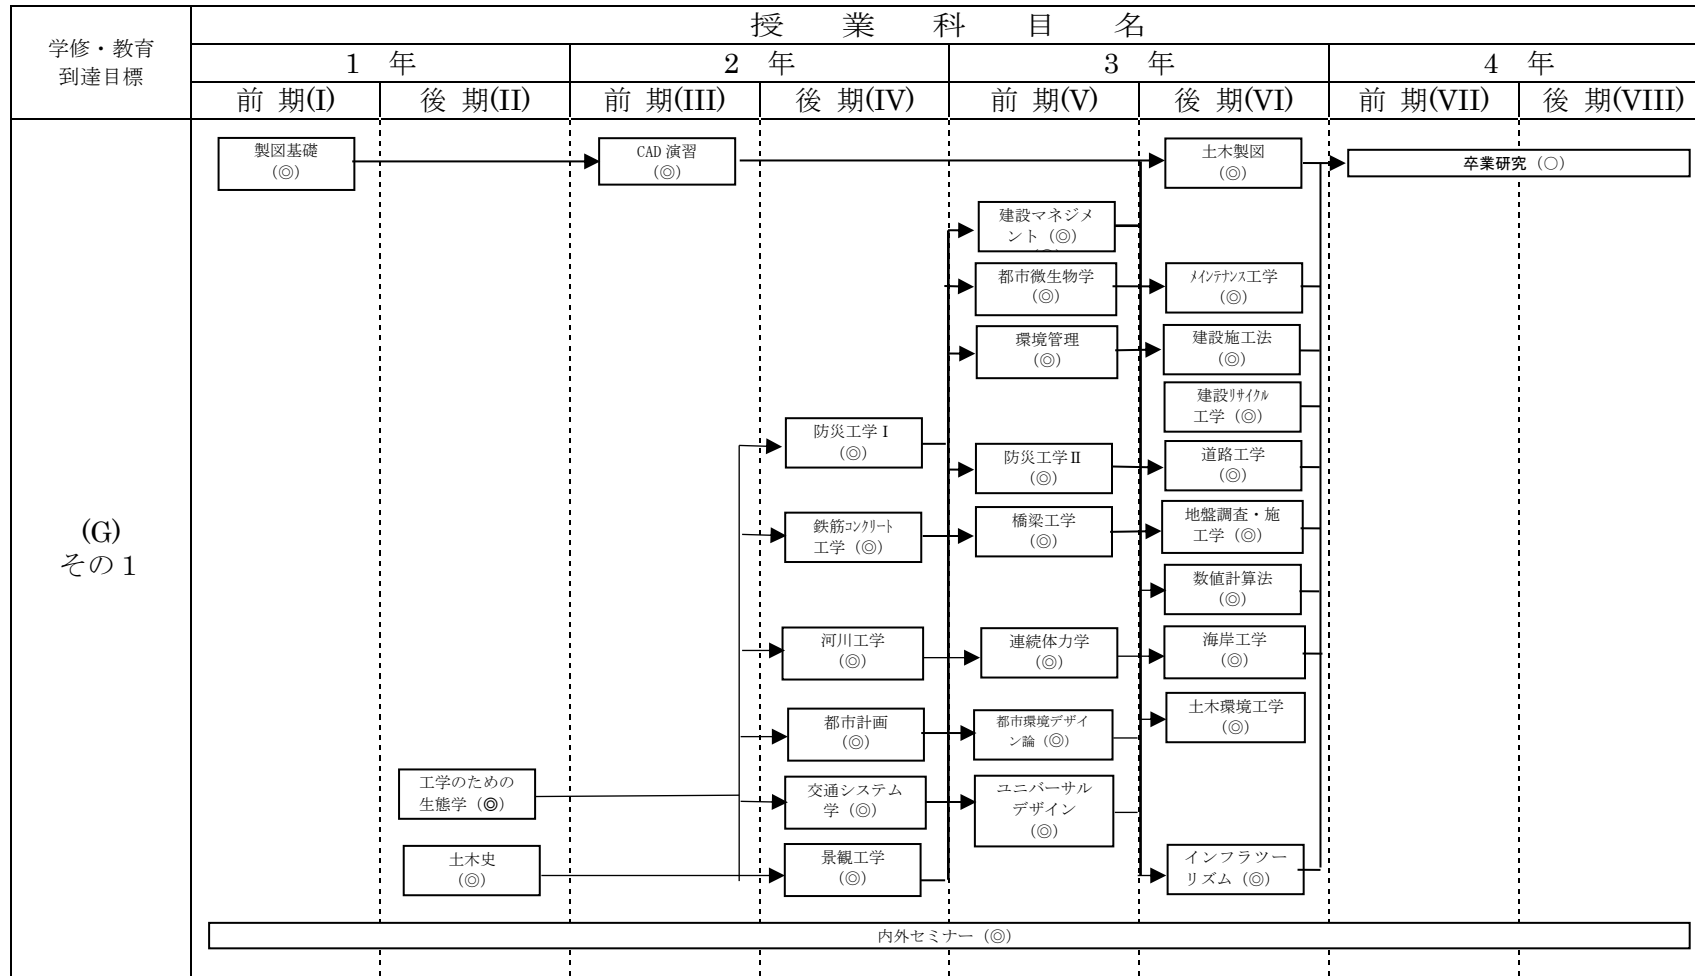 学修・教育
到達目標
授 業 科 目 名
1 年
2 年
3 年
4 年
前 期(I)
後 期(II)
前 期(III)
後 期(IV)
前 期(V)
後 期(VI)
前 期(VII)
後 期(VIII)
(G)
その１
製図基礎
(◎)
CAD 演習
(◎)
土木製図
(◎)
卒業研究（○）
建設マネジメ
ント（◎）
都市微生物学
(◎)
ﾒｲﾝﾃﾅﾝｽ工学
(◎)
環境管理
(◎)
建設施工法
(◎)
建設ﾘｻｲｸﾙ
工学（◎）
防災工学Ⅰ
(◎)
防災工学Ⅱ
(◎)
道路工学
(◎)
鉄筋ｺﾝｸﾘｰﾄ
工学（◎）
橋梁工学
(◎)
地盤調査・施
工学（◎）
数値計算法
(◎)
河川工学
(◎)
連続体力学
(◎)
海岸工学
(◎)
都市計画
(◎)
都市環境デザイ
ン論（◎）
土木環境工学
(◎)
工学のための
生態学（◎）
交通システム
学（◎）
ユニバーサル
デザイン
(◎)
土木史
(◎)
景観工学
(◎)
インフラツー
リズム（◎）
内外セミナー（◎）